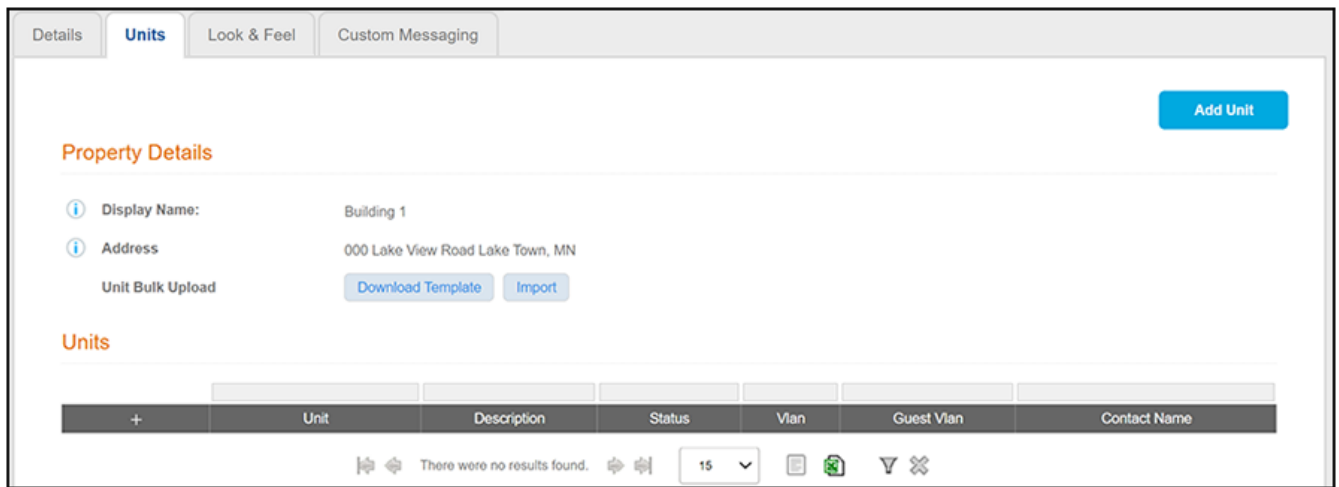 Details Units Look & Feel Custom Messaging
Add Unit
Property Details
Display Name: Building 1
Address 000 Lake View Road Lake Town, MN
Unit Bulk Upload Download Template Import
Units
+ Unit Description Status Vlan Guest Vlan Contact Name
There were no results found. 15